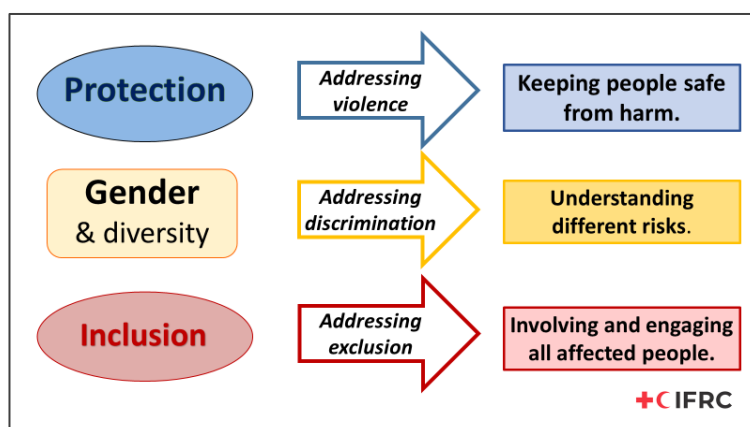 Protection
Addressing
violence
Keeping people safe
from harm.
Gender
& diversity
Addressing
discrimination
Understanding
different risks.
Inclusion
Addressing
exclusion
Involving and engaging
all affected people.
IFRC